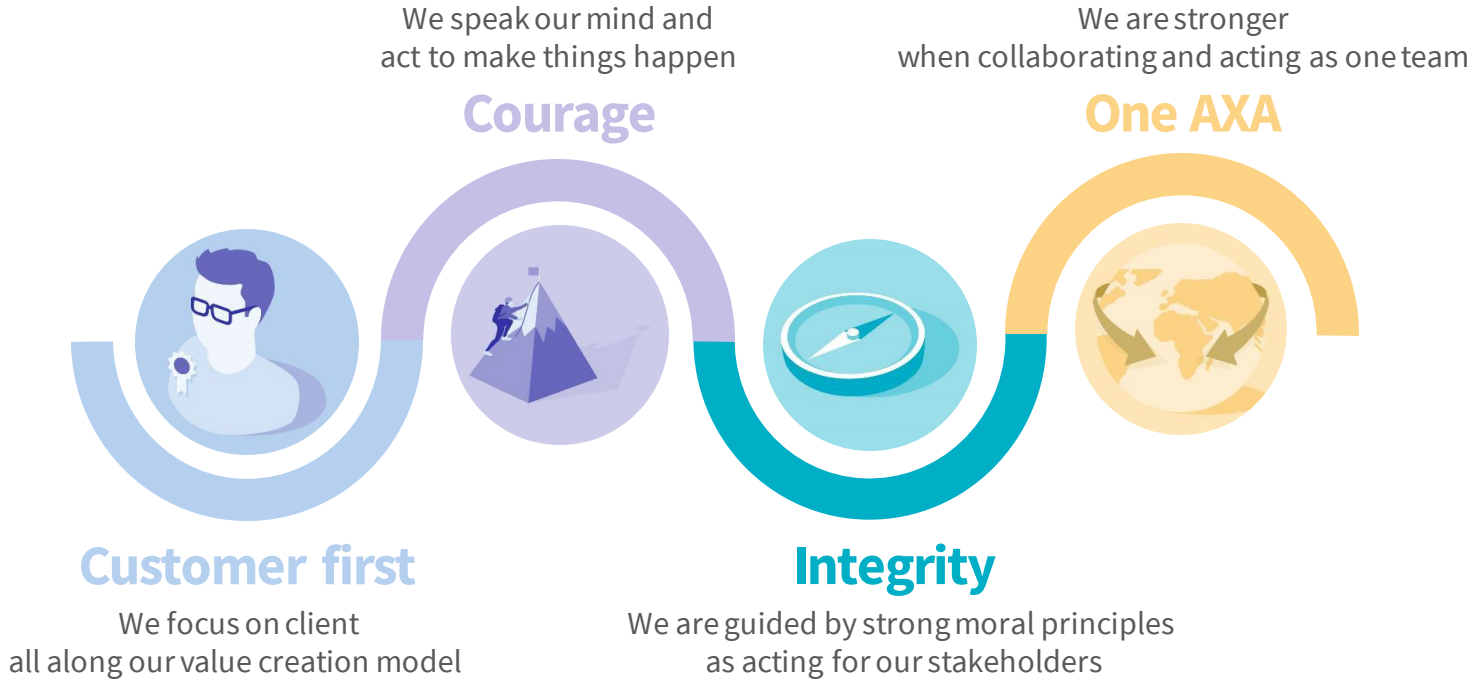 We speak our mind and
act to make things happen
Courage
We are stronger
when collaborating and acting as one team
One AXA
Customer first
We focus on client
all along our value creation model
Integrity
We are guided by strong moral principles
as acting for our stakeholders